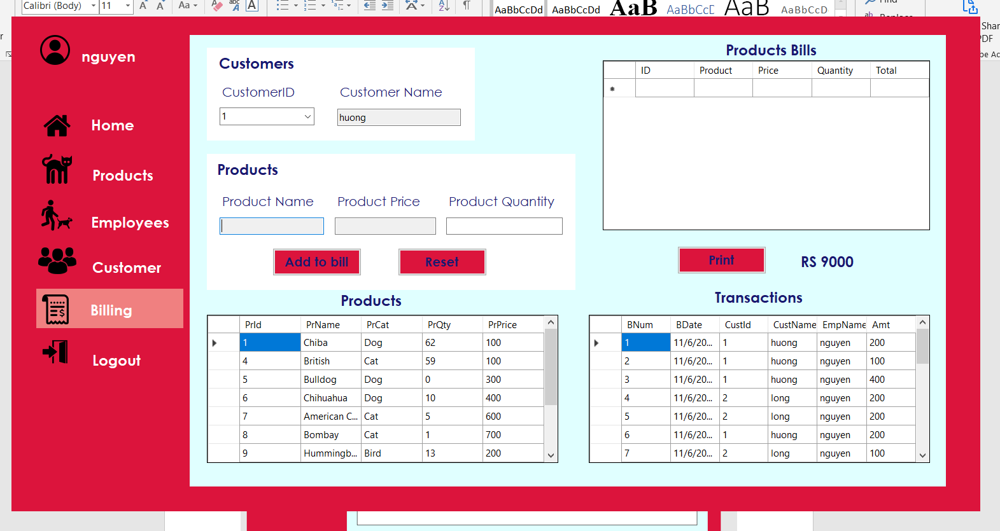 Calibri (Body) 11 Aa abc A A
AaBbCcDd AaBbCcDd AaB AaBbCcD AaB AaBbCcD
Find
Replace
Shar
PDF
be Ac
nguyen
Home
Products
Employees
Customer
Billing
Logout
Customers
CustomerID Customer Name
1 huong
Products
Product Name Product Price Product Quantity
Add to bill Reset
Products Bills
ID Product Price Quantity Total
Print RS 9000
Products
PrId PrName PrCat PrQty PrPrice
1 Chiba Dog 62 100
4 British Cat 59 100
5 Bulldog Dog 0 300
6 Chihuahua Dog 10 400
7 American C... Cat 5 600
8 Bombay Cat 1 700
9 Hummingb... Bird 13 200
Transactions
BNum BDate CustId CustName EmpName Amt
1 11/6/20... 1 huong nguyen 200
2 11/6/20... 1 huong nguyen 100
3 11/6/20... 1 huong nguyen 400
4 11/6/20... 2 long nguyen 200
5 11/6/20... 2 long nguyen 200
6 11/6/20... 1 huong nguyen 200
7 11/6/20... 2 long nguyen 100